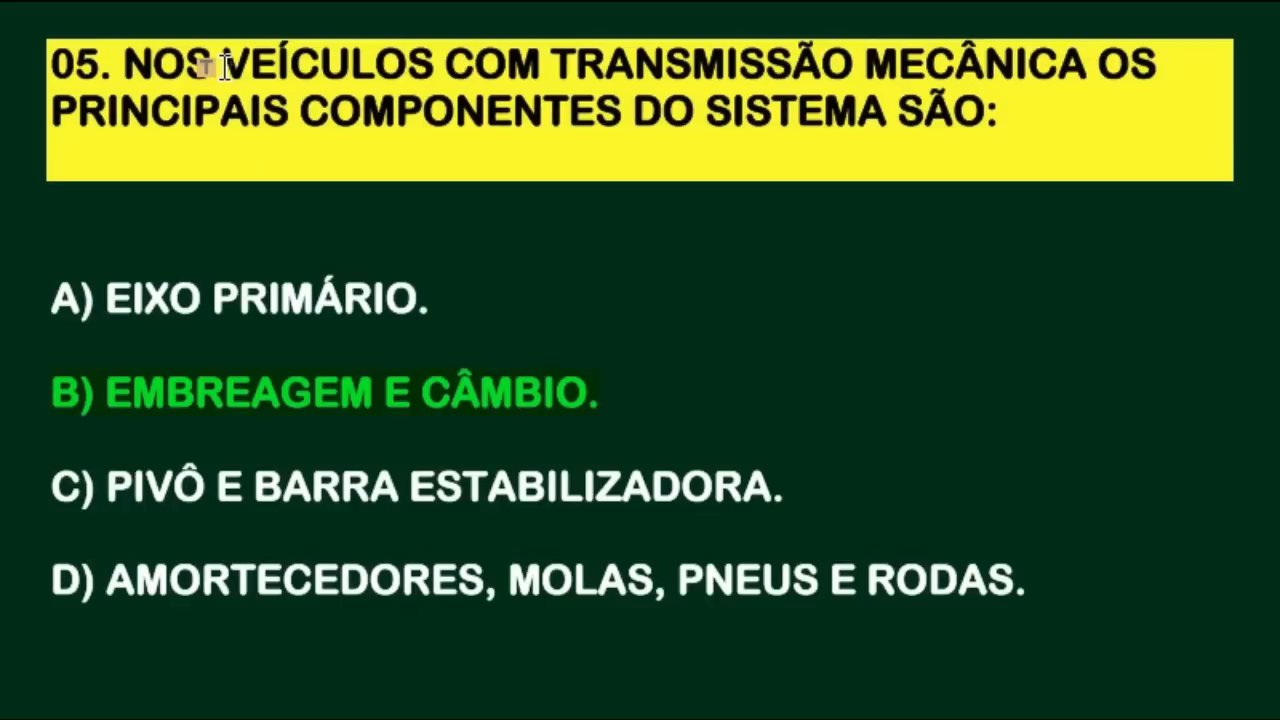 05. NOS VEÍCULOS COM TRANSMISSÃO MECÂNICA OS
PRINCIPAIS COMPONENTES DO SISTEMA SÃO:
A) EIXO PRIMÁRIO.
B) EMBREAGEM E CÂMBIO.
C) PIVÔ E BARRA ESTABILIZADORA.
D) AMORTECEDORES, MOLAS, PNEUS E RODAS.